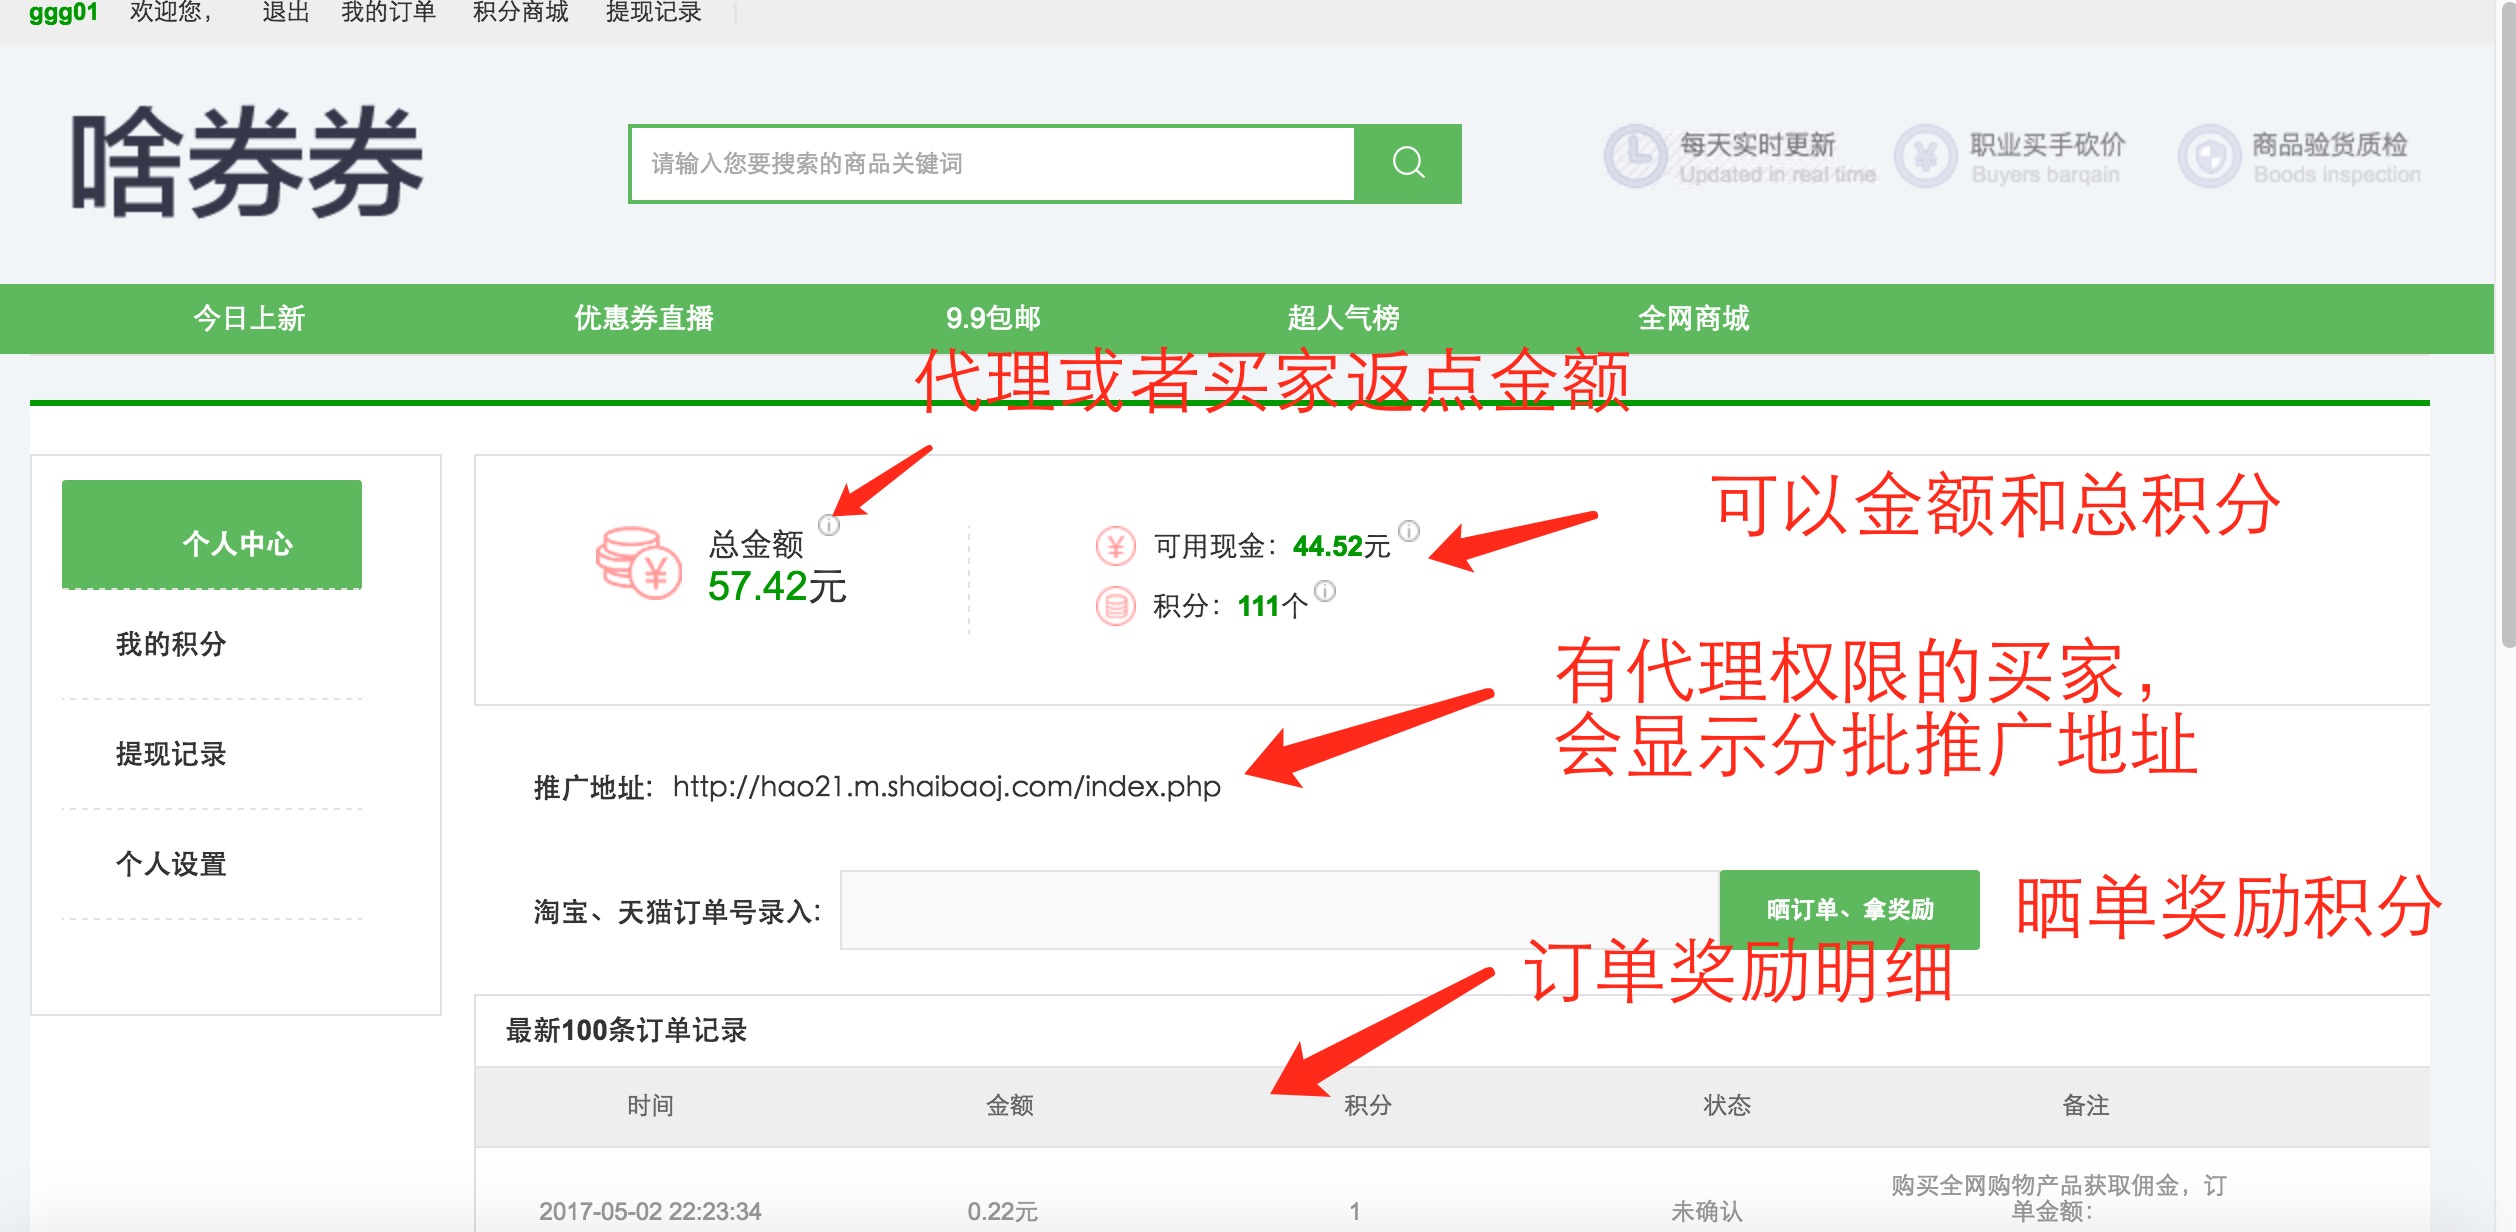 ggg01 欢迎您, 退出 我的订单 积分商城 提现记录
啥券券
请输入您要搜索的商品关键词
每天实时更新
Updated in real time
职业买手砍价
Buyers barqain
商品验货质检
Boods inspection
今日上新 优惠券直播 9.9包邮 超人气榜 全网商城
代理或者买家返点金额
个人中心
我的积分
提现记录
个人设置
总金额
57.42元
可用现金：44.52元
积分：111个
可以金额和总积分
有代理权限的买家，
会显示分批推广地址
推广地址： http://hao21.m.shaibaoj.com/index.php
淘宝、天猫订单号录入:
晒订单、拿奖励
晒单奖励积分
订单奖励明细
最新100条订单记录
时间 金额 积分 状态 备注
2017-05-02 22:23:34 0.22元 1 未确认 购买全网购物产品获取佣金，订
单金额：